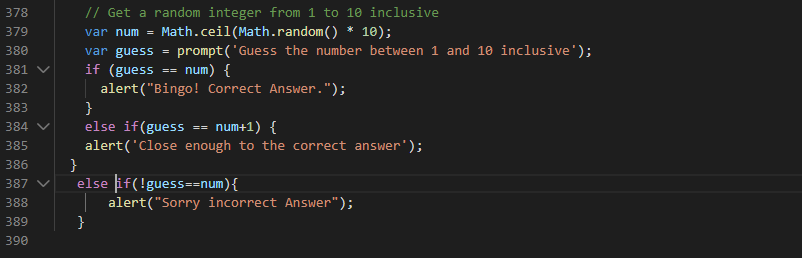 378 // Get a random integer from 1 to 10 inclusive
379 var num = Math.ceil(Math.random() * 10);
380 var guess = prompt('Guess the number between 1 and 10 inclusive');
381 if (guess == num) {
382 alert("Bingo! Correct Answer.");
383 }
384 else if(guess == num+1) {
385 alert('Close enough to the correct answer');
386 }
387 else if(!guess==num){
388 alert("Sorry incorrect Answer");
389 }
390